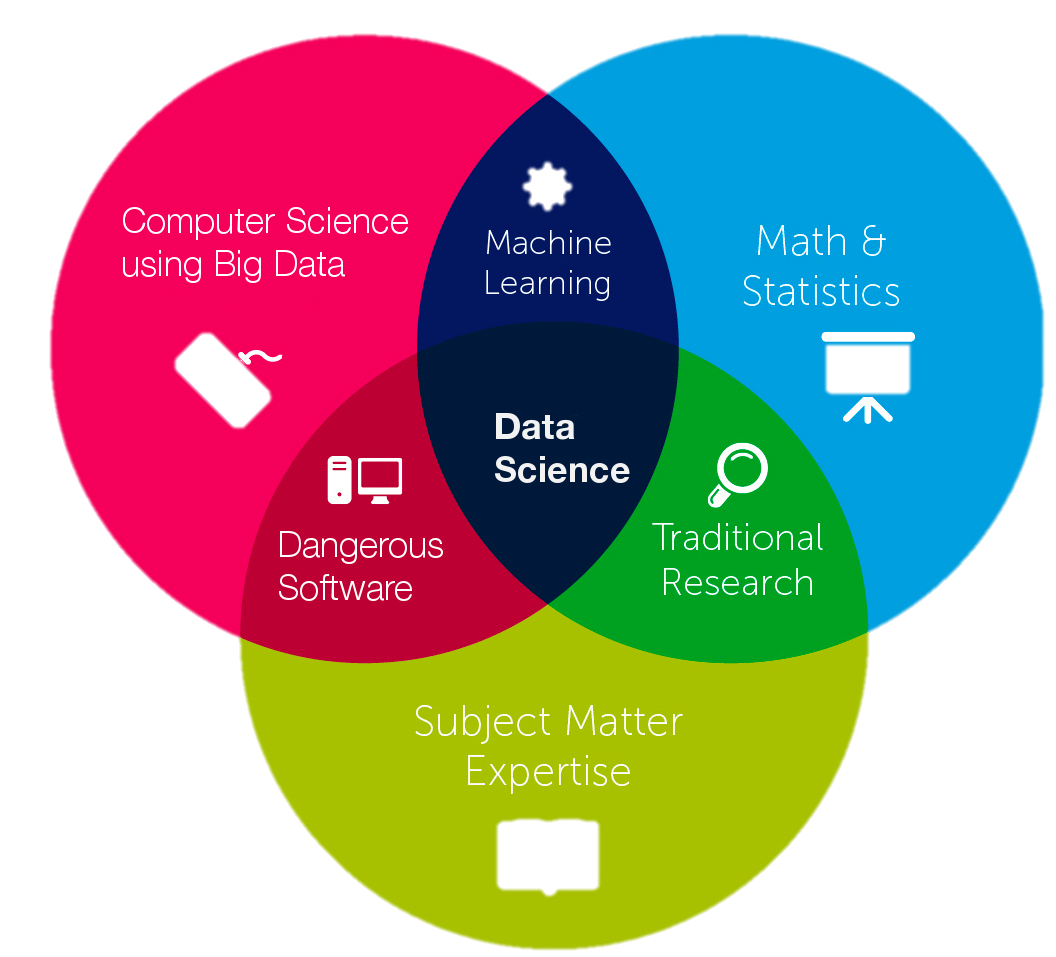 Computer Science
using Big Data
Machine
Learning
Math &
Statistics
Data
Science
Dangerous
Software
Traditional
Research
Subject Matter
Expertise